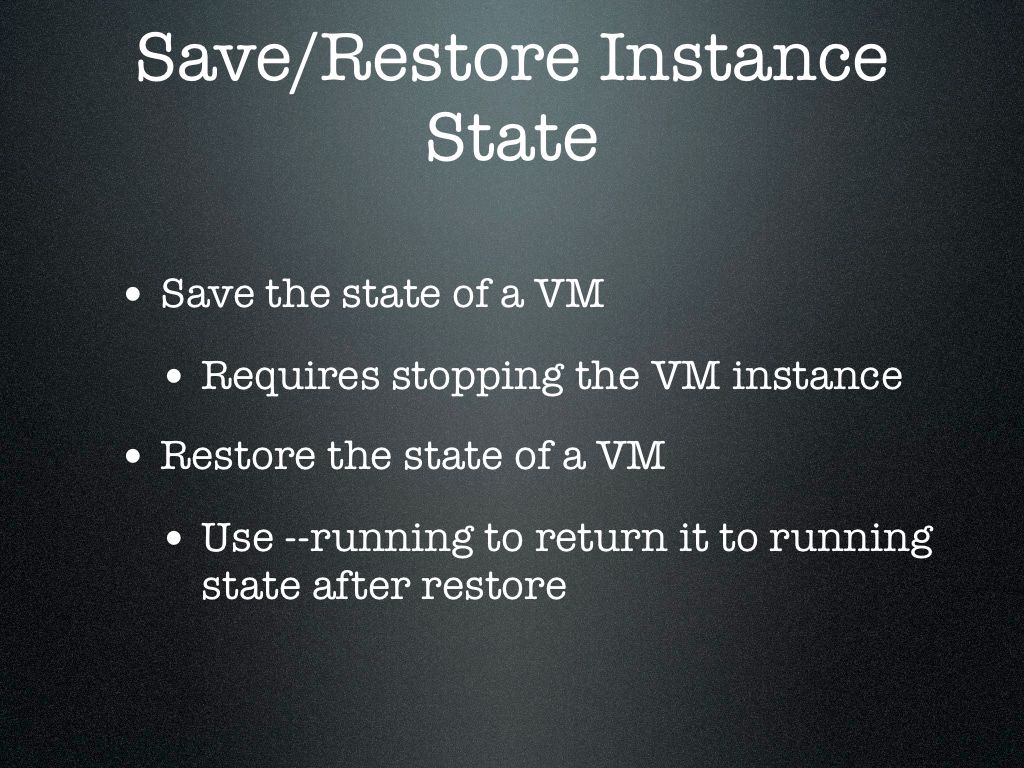 Save/Restore Instance
State
• Save the state of a VM
• Requires stopping the VM instance
• Restore the state of a VM
• Use --running to return it to running
state after restore